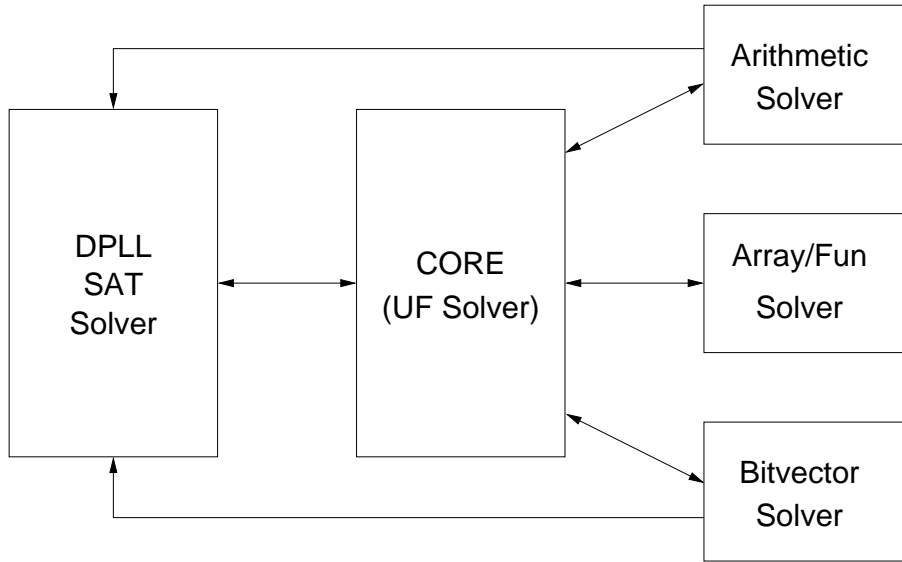 DPLL
SAT
Solver
CORE
(UF Solver)
Arithmetic
Solver
Array/Fun
Solver
Bitvector
Solver